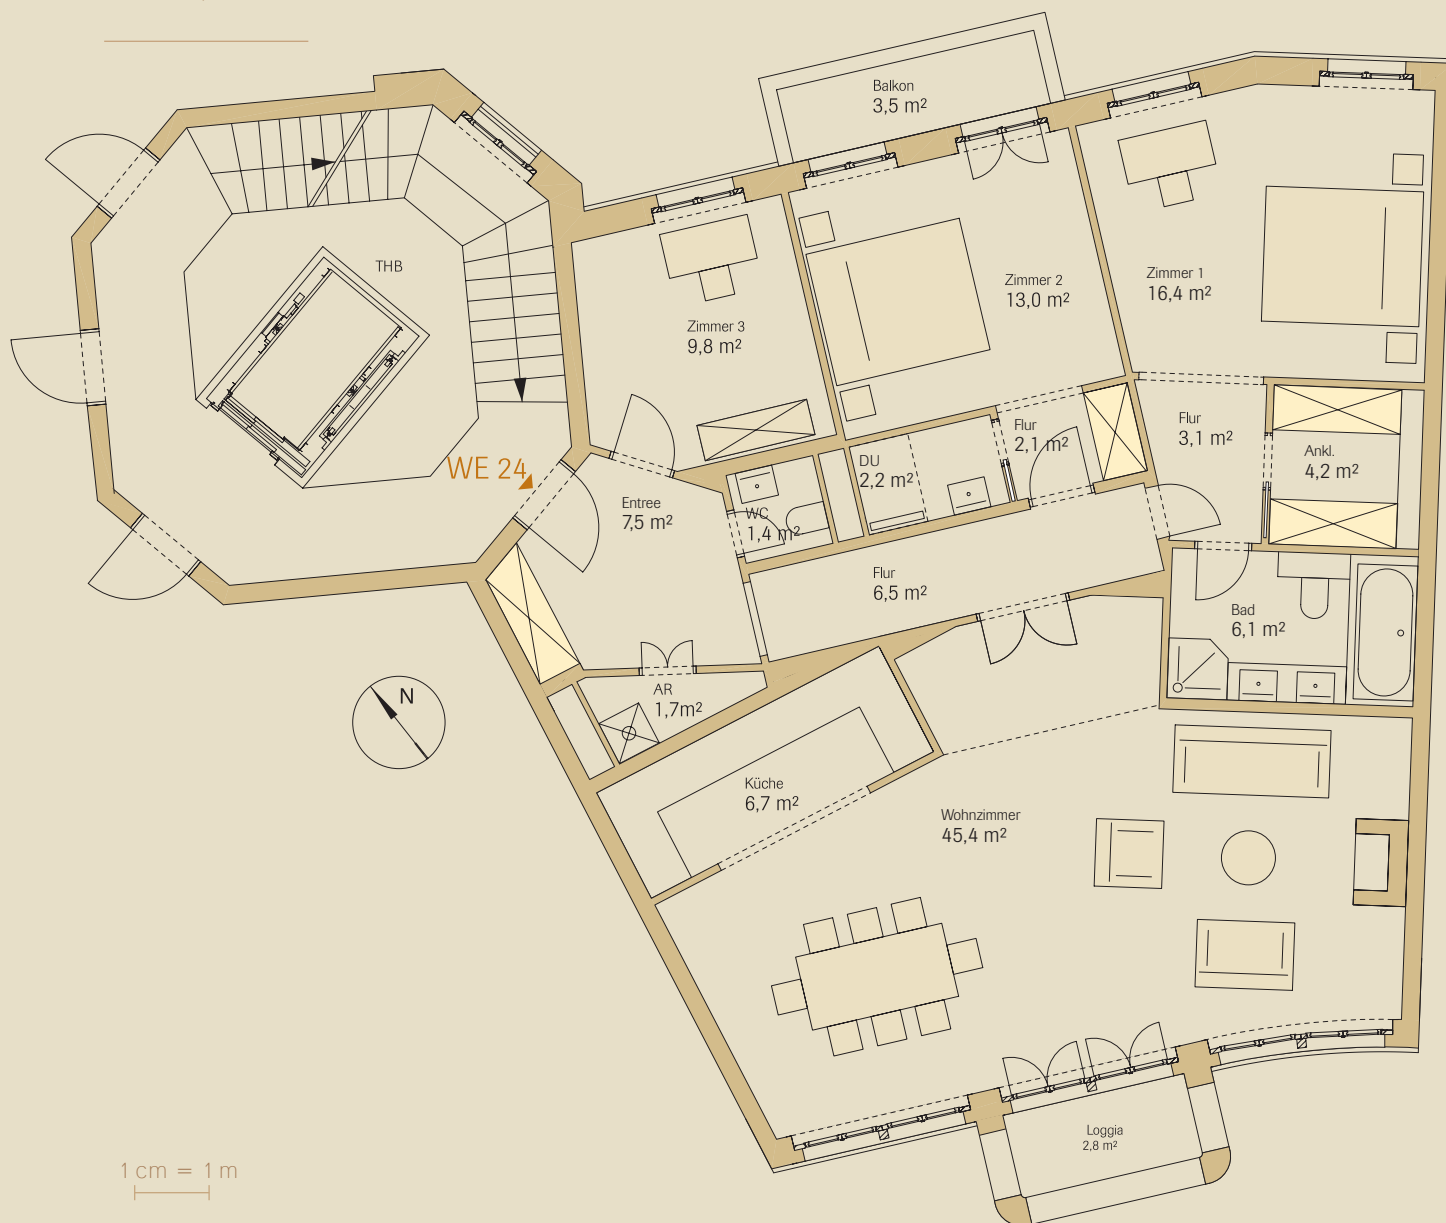 Balkon
3,5 m²
THB
Zimmer 3
9,8 m²
Zimmer 2
13,0 m²
Zimmer 1
16,4 m²
Flur
2,1 m²
Flur
3,1 m²
Ankl.
4,2 m²
DU
2,2 m²
WE 24
Entree
7,5 m²
WC
1,4 m²
Flur
6,5 m²
Bad
6,1 m²
AR
1,7m²
N
Küche
6,7 m²
Wohnzimmer
45,4 m²
Loggia
2,8 m²
1 cm = 1 m